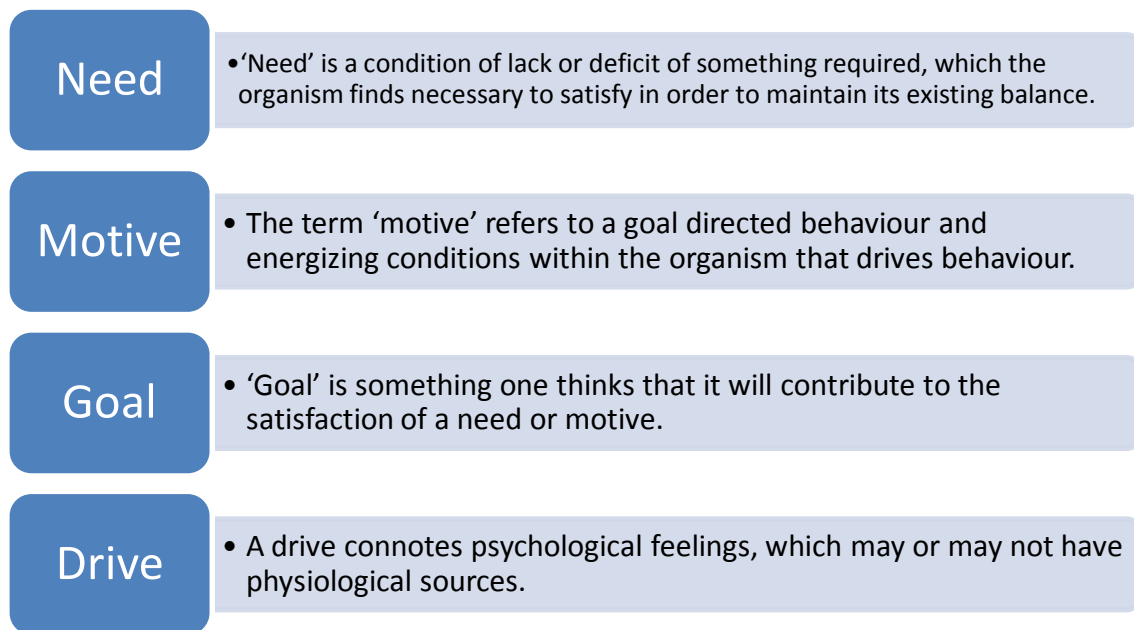 Need
•‘Need’ is a condition of lack or deficit of something required, which the
organism finds necessary to satisfy in order to maintain its existing balance.
Motive
• The term ‘motive’ refers to a goal directed behaviour and
energizing conditions within the organism that drives behaviour.
Goal
• ‘Goal’ is something one thinks that it will contribute to the
satisfaction of a need or motive.
Drive
• A drive connotes psychological feelings, which may or may not have
physiological sources.